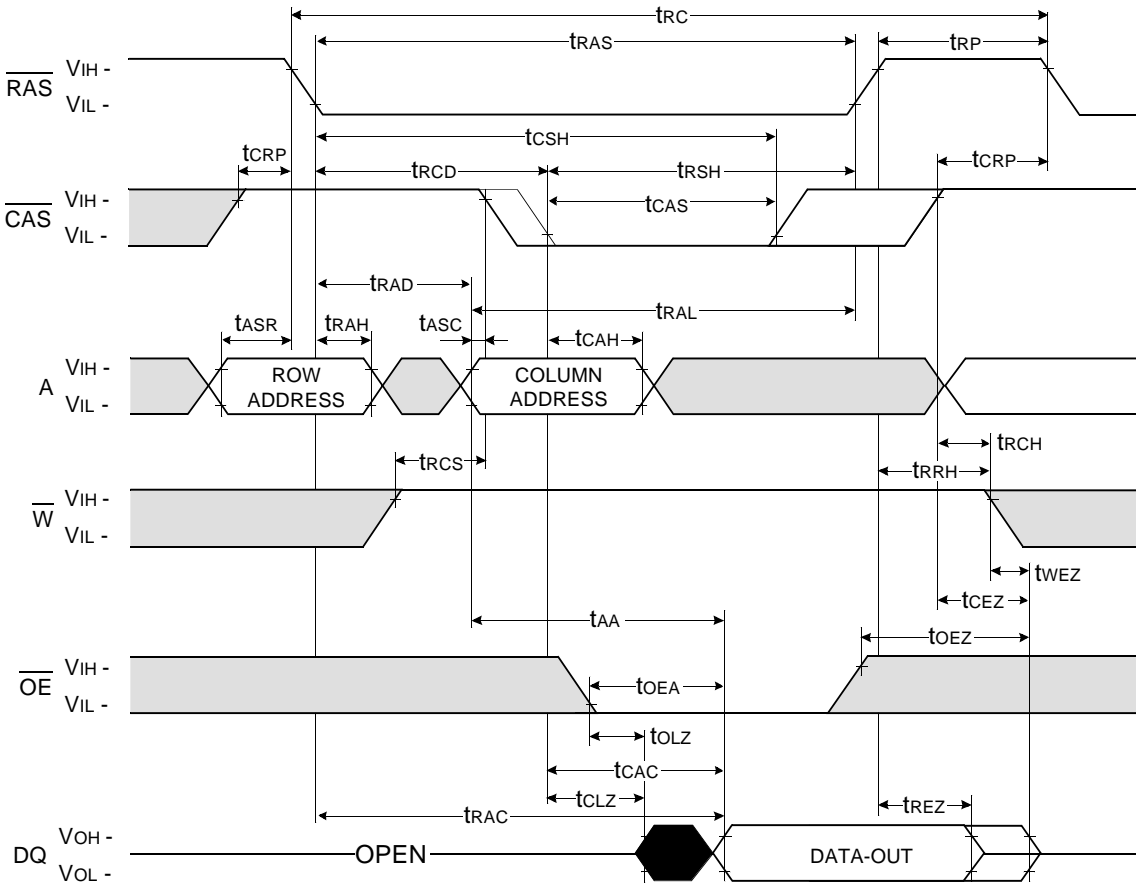 tRC
tRAS
tRP
RAS
VIH -
VIL -
tCSH
tCRP
tRCD
tRSH
tCRP
CAS
VIH -
VIL -
tCAS
tRAD
tRAL
tASR
tRAH
tASC
tCAH
A
VIH -
VIL -
ROW
ADDRESS
COLUMN
ADDRESS
tRCS
tRCH
tRRH
W
VIH -
VIL -
tWEZ
tCEZ
tAA
tOEZ
OE
VIH -
VIL -
tOEA
tOLZ
tCAC
tCLZ
tRAC
tREZ
DQ
VOH -
VOL -
OPEN
DATA-OUT